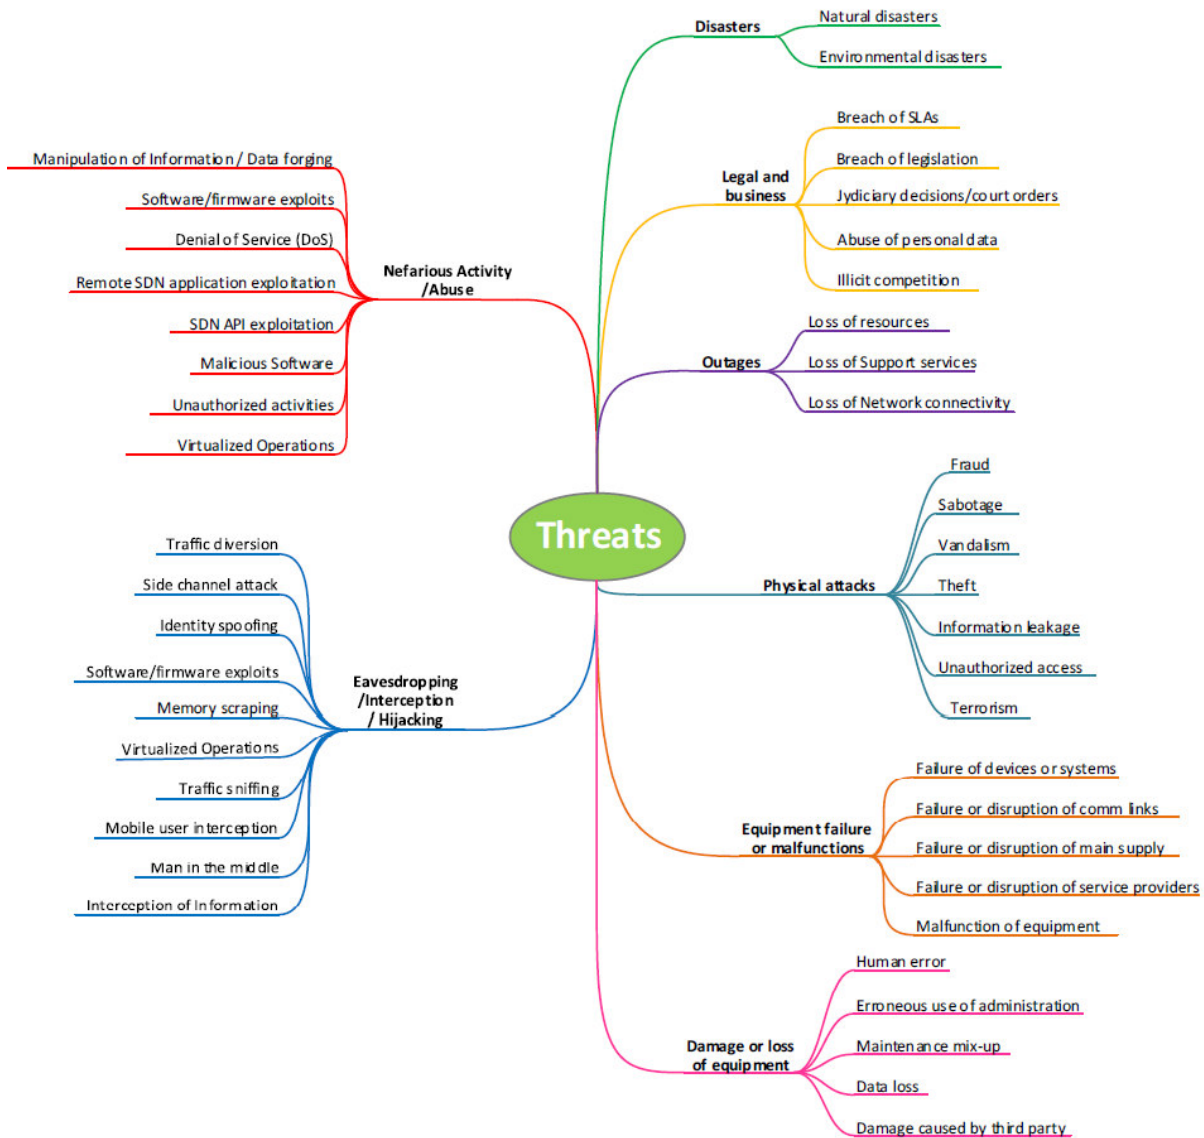 Threats
Disasters
Natural disasters
Environmental disasters
Legal and
business
Breach of SLAs
Breach of legislation
Jydiciary decisions/court orders
Abuse of personal data
Illicit competition
Outages
Loss of resources
Loss of Support services
Loss of Network connectivity
Physical attacks
Fraud
Sabotage
Vandalism
Theft
Information leakage
Unauthorized access
Terrorism
Equipment failure
or malfunctions
Failure of devices or systems
Failure or disruption of comm links
Failure or disruption of main supply
Failure or disruption of service providers
Malfunction of equipment
Damage or loss
of equipment
Human error
Erroneous use of administration
Maintenance mix-up
Data loss
Damage caused by third party
Nefarious Activity
/Abuse
Manipulation of Information / Data forging
Software/firmware exploits
Denial of Service (DoS)
Remote SDN application exploitation
SDN API exploitation
Malicious Software
Unauthorized activities
Virtualized Operations
Eavesdropping
/Interception
/ Hijacking
Traffic diversion
Side channel attack
Identity spoofing
Software/firmware exploits
Memory scraping
Virtualized Operations
Traffic sniffing
Mobile user interception
Man in the middle
Interception of Information